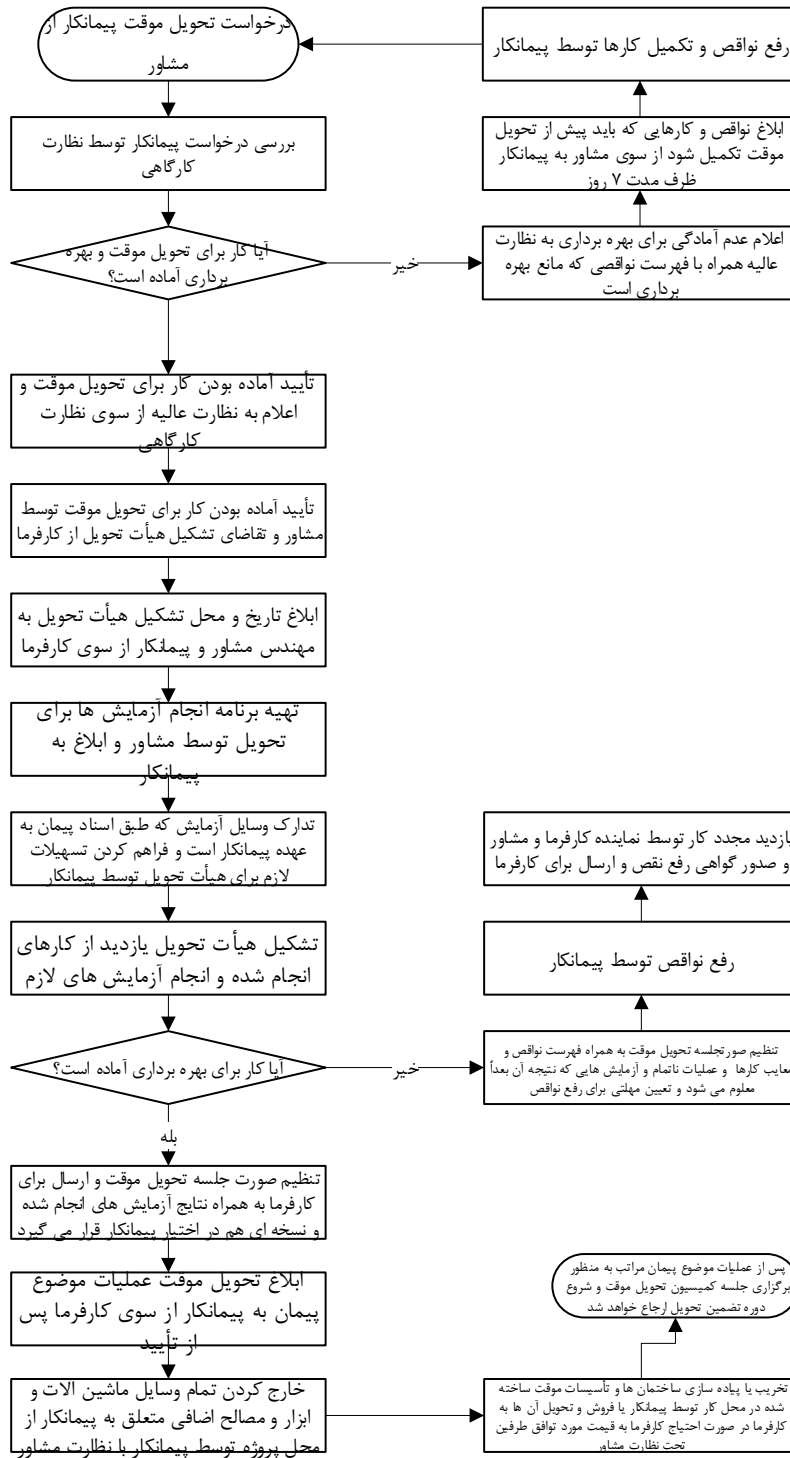 درخواست تحویل موقت پیمانکار از
مشاور
رفع نواقص و تکمیل کارها توسط پیمانکار
بررسی درخواست پیمانکار توسط نظارت
کارگاهی
ابلاغ نواقص و کارهایی که باید پیش از تحویل
موقت تکمیل شود از سوی مشاور به پیمانکار
ظرف مدت ۷ روز
آیا کار برای تحویل موقت و بهره
برداری آماده است؟
خیر
اعلام عدم آمادگی برای بهره برداری به نظارت
عالیه همراه با فهرست نواقصی که مانع بهره
برداری است
تأیید آماده بودن کار برای تحویل موقت و
اعلام به نظارت عالیه از سوی نظارت
کارگاهی
تأیید آماده بودن کار برای تحویل موقت توسط
مشاور و تقاضای تشکیل هیأت تحویل از کارفرما
ابلاغ تاریخ و محل تشکیل هیأت تحویل به
مهندس مشاور و پیمانکار از سوی کارفرما
تهیه برنامه انجام آزمایش ها برای
تحویل توسط مشاور و ابلاغ به
پیمانکار
تدارک وسایل آزمایش که طبق اسناد پیمان به
عهده پیمانکار است و فراهم کردن تسهیلات
لازم برای هیأت تحویل توسط پیمانکار
بازدید مجدد کار توسط نماینده کارفرما و مشاور
و صدور گواهی رفع نقص و ارسال برای کارفرما
تشکیل هیأت تحویل یازدید از کارهای
انجام شده و انجام آزمایش های لازم
رفع نواقص توسط پیمانکار
آیا کار برای بهره برداری آماده است؟
خیر
تنظیم صورتجلسه تحویل موقت به همراه فهرست نواقص و
معایب کارها و عملیات ناتمام و آزمایش هایی که نتیجه آن بعداً
معلوم می شود و تعیین مهلتی برای رفع نواقص
بله
تنظیم صورت جلسه تحویل موقت و ارسال برای
کارفرما به همراه نتایج آزمایش های انجام شده
و نسخه ای هم در اختیار پیمانکار قرار می گیرد
ابلاغ تحویل موقت عملیات موضوع
پیمان به پیمانکار از سوی کارفرما پس
از تأیید
پس از عملیات موضوع پیمان مراتب به منظور
برگزاری جلسه کمیسیون تحویل موقت و شروع
دوره تضمین تحویل ارجاع خواهد شد
خارج کردن تمام وسایل ماشین الات و
ابزار و مصالح اضافی متعلق به پیمانکار از
محل پروژه توسط پیمانکار با نظارت مشاور
تخریب یا پیاده سازی ساختمان ها و تأسیسات موقت ساخته
شده در محل کار توسط پیمانکار یا فروش و تحویل آن ها به
کارفرما در صورت احتیاج کارفرما به قیمت مورد توافق طرفین
تحت نظارت مشاور